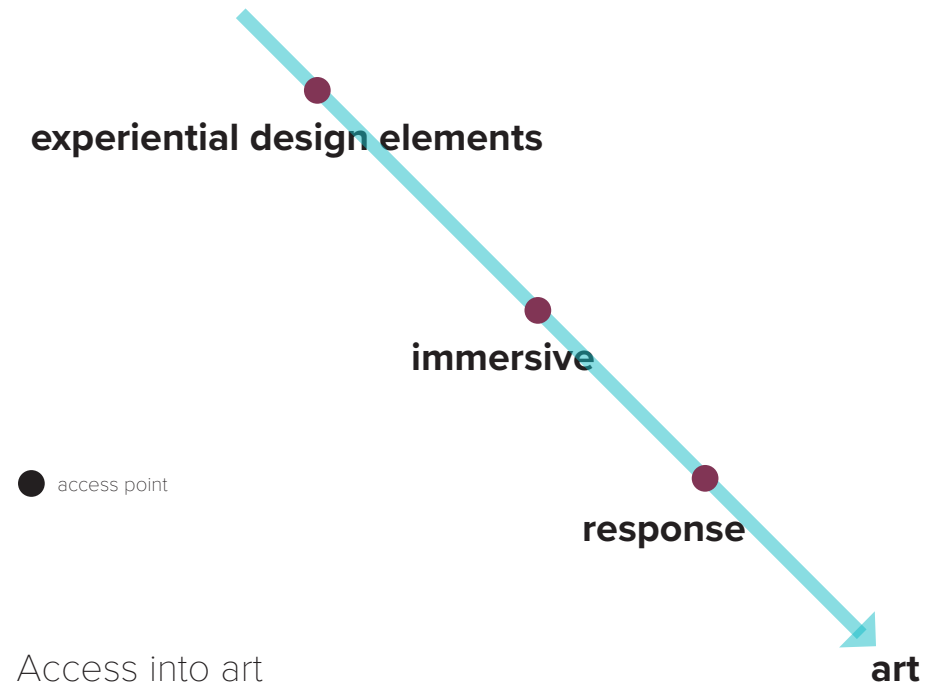 experiential design elements
immersive
access point
response
Access into art
art